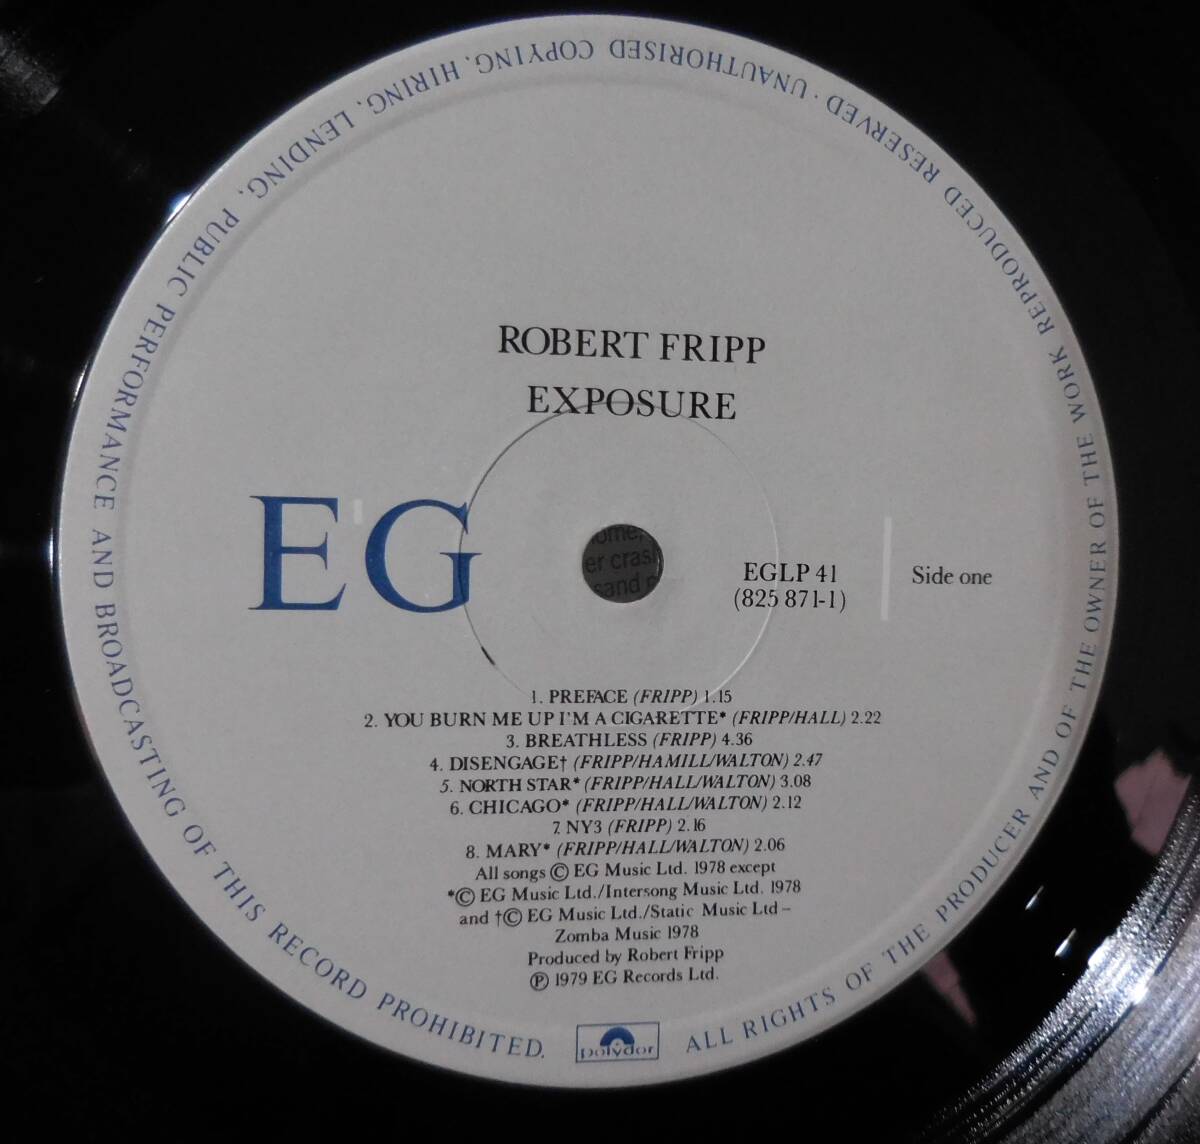 ROBERT FRIPP
EXPOSURE
EG
EGLP 41
(825 871-1)
Side one
1. PREFACE (FRIPP) 1.15
2. YOU BURN ME UP I'M A CIGARETTE* (FRIPP/HALL) 2.22
3. BREATHLESS (FRIPP) 4.36
4. DISENGAGE† (FRIPP/HAMILL/WALTON) 2.47
5. NORTH STAR* (FRIPP/HALL/WALTON) 3.08
6. CHICAGO* (FRIPP/HALL/WALTON) 2.12
7. NY3 (FRIPP) 2.16
8. MARY* (FRIPP/HALL/WALTON) 2.06
All songs © EG Music Ltd. 1978 except
*© EG Music Ltd./Intersong Music Ltd. 1978
and †© EG Music Ltd./Static Music Ltd –
Zomba Music 1978
Produced by Robert Fripp
℗ 1979 EG Records Ltd.
polydor
ALL RIGHTS OF THE PRODUCER AND OF THE OWNER OF THE WORK REPRODUCED RESERVED · UNAUTHORISED COPYING, HIRING, LENDING, PUBLIC PERFORMANCE AND BROADCASTING OF THIS RECORD PROHIBITED.
er crash
sand